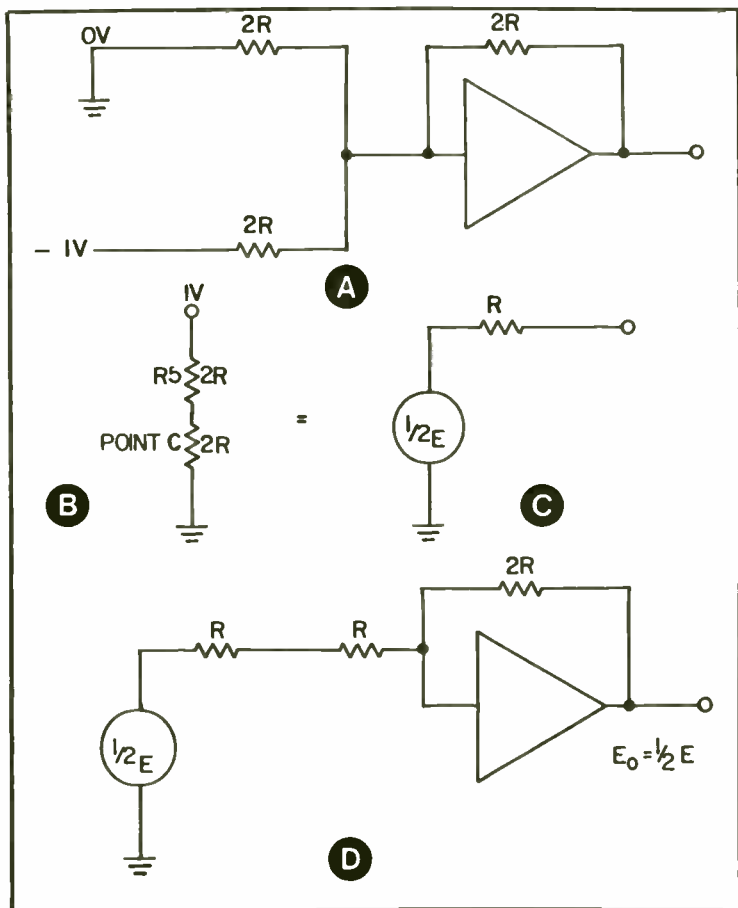 0V
2R
2R
- 1V
2R
A
1V
R5 2R
POINT C 2R
=
B
R
1/2E
C
2R
R
R
1/2E
E₀ = 1/2 E
D